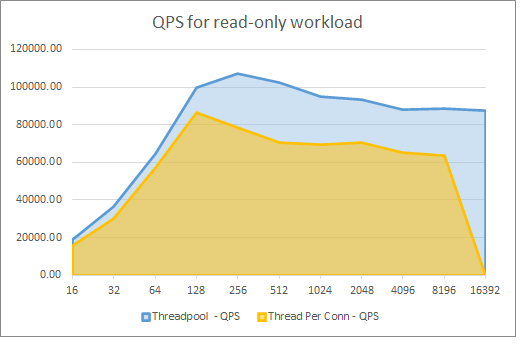 QPS for read-only workload
120000.00
100000.00
80000.00
60000.00
40000.00
20000.00
0.00
16 32 64 128 256 512 1024 2048 4096 8196 16392
Threadpool - QPS Thread Per Conn - QPS